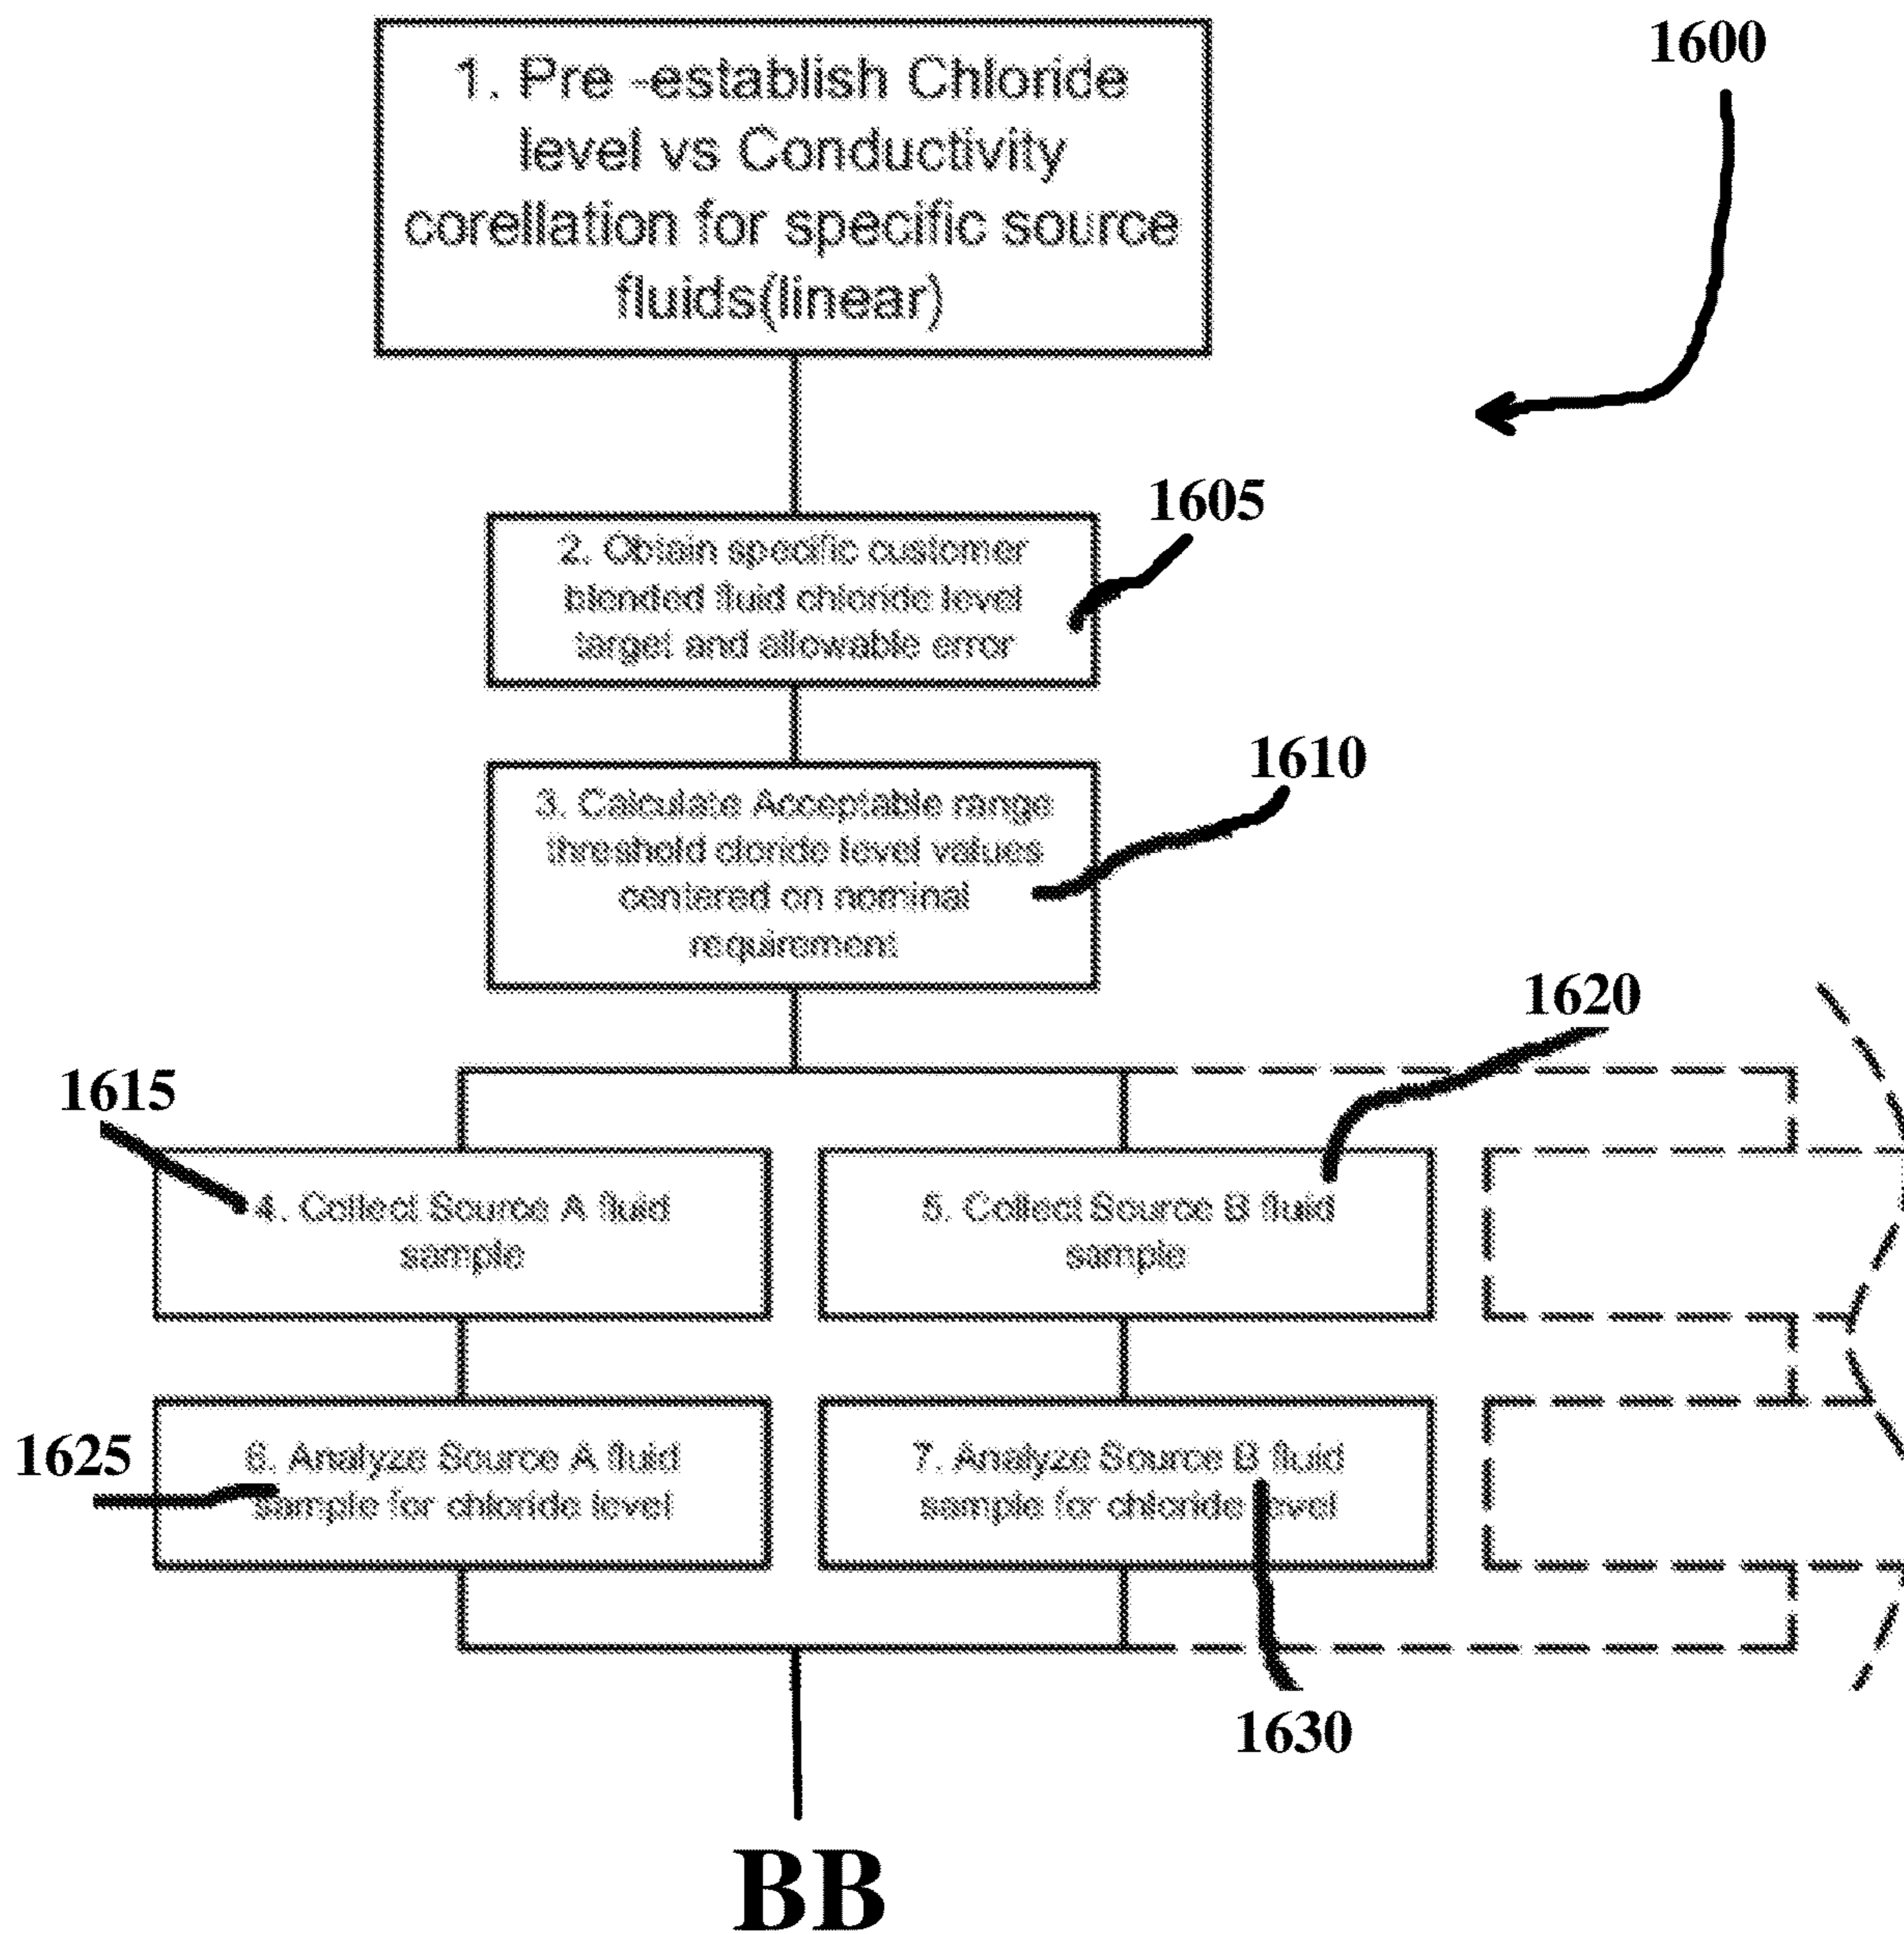 1600
1. Pre -establish Chloride
level vs Conductivity
corellation for specific source
fluids(linear)
1605
2. Obtain specific customer
blended fluid chloride level
target and allowable error
1610
3. Calculate Acceptable range
threshold cloride level values
centered on nominal
requirement
1620
1615
4. Collect Source A fluid
sample
5. Collect Source B fluid
sample
1625
6. Analyze Source A fluid
sample for chloride level
7. Analyze Source B fluid
sample for chloride level
1630
BB